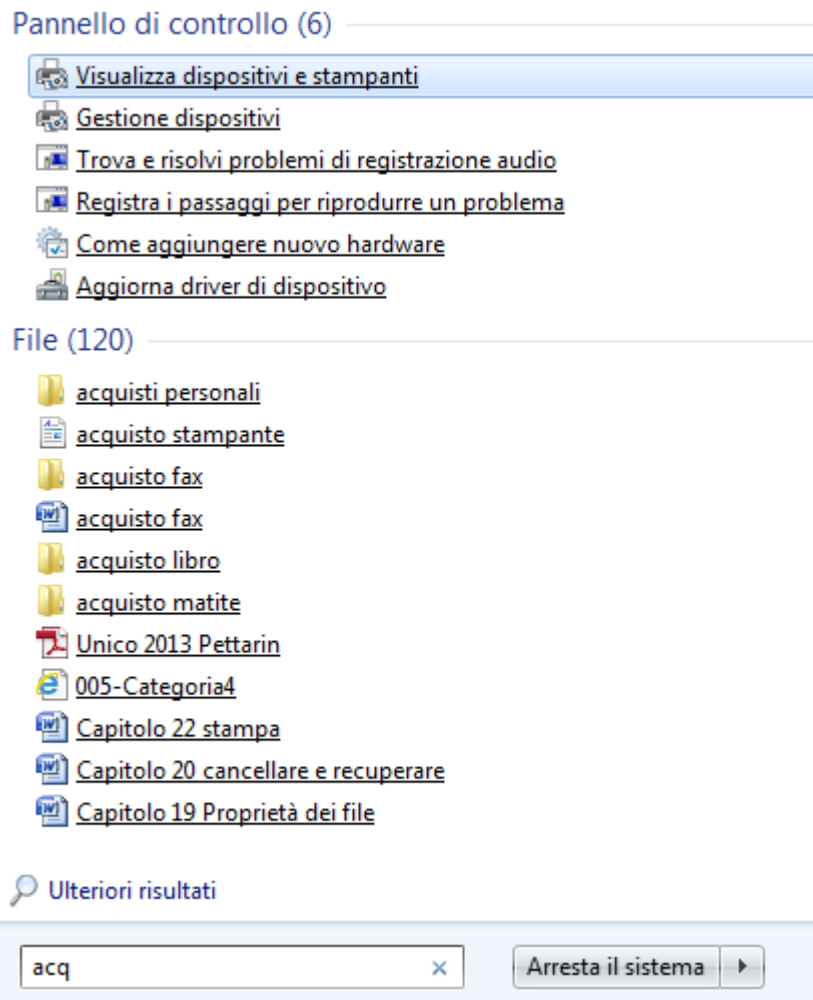 Pannello di controllo (6)
Visualizza dispositivi e stampanti
Gestione dispositivi
Trova e risolvi problemi di registrazione audio
Registra i passaggi per riprodurre un problema
Come aggiungere nuovo hardware
Aggiorna driver di dispositivo
File (120)
acquisti personali
acquisto stampante
acquisto fax
acquisto fax
acquisto libro
acquisto matite
Unico 2013 Pettarin
005-Categoria4
Capitolo 22 stampa
Capitolo 20 cancellare e recuperare
Capitolo 19 Proprietà dei file
Ulteriori risultati
acq
Arresta il sistema